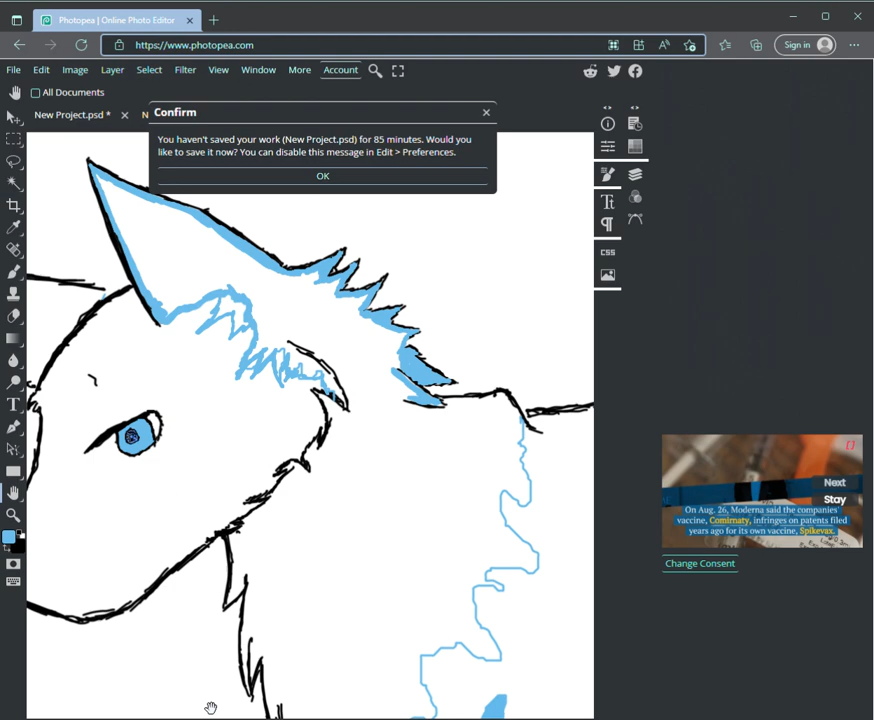 Photopea | Online Photo Editor
https://www.photopea.com
Sign in
File Edit Image Layer Select Filter View Window More Account
All Documents
New Project.psd * N
Confirm
You haven't saved your work (New Project.psd) for 85 minutes. Would you
like to save it now? You can disable this message in Edit > Preferences.
OK
CSS
Next
Stay
On Aug. 26, Moderna said the companies'
vaccine, Comirnaty, infringes on patents filed
years ago for its own vaccine, Spikevax.
Change Consent